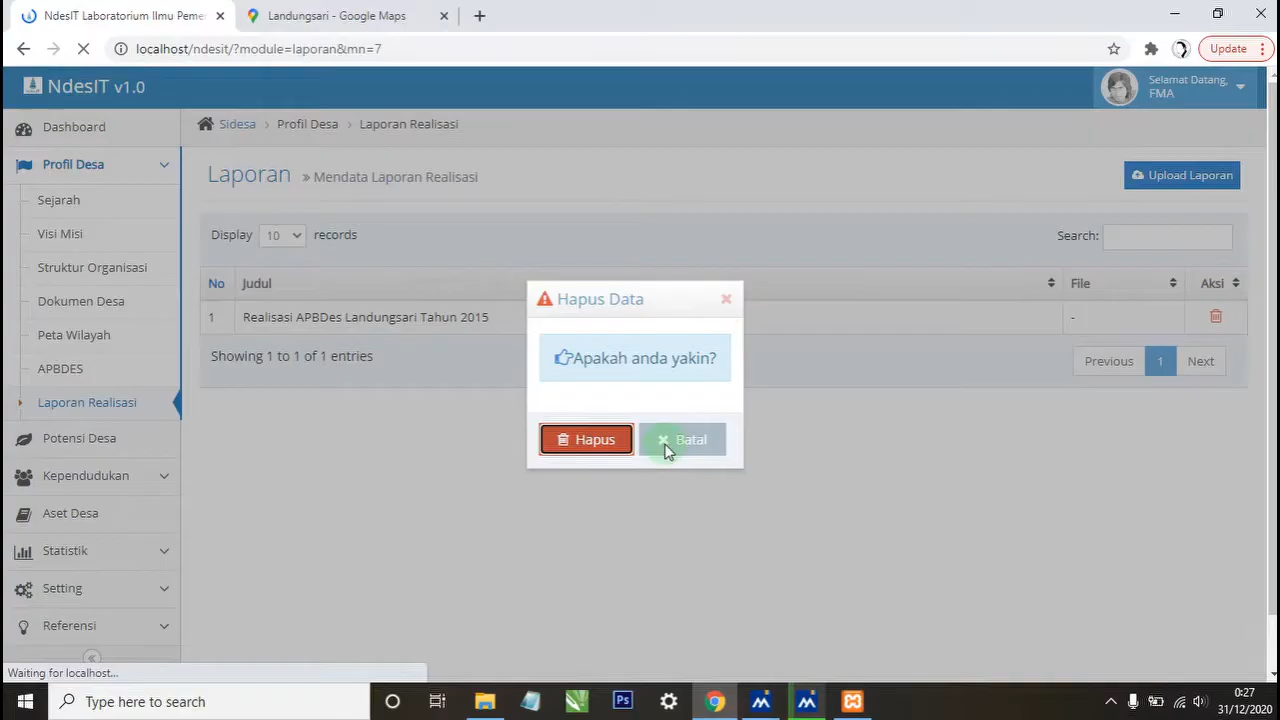 NdesIT Laboratorium Ilmu Peme
Landungsari - Google Maps
localhost/ndesit/?module=laporan&mn=7
Update
NdesIT v1.0
Selamat Datang,
FMA
Dashboard
Profil Desa
Sejarah
Visi Misi
Struktur Organisasi
Dokumen Desa
Peta Wilayah
APBDES
Laporan Realisasi
Potensi Desa
Kependudukan
Aset Desa
Statistik
Setting
Referensi
Sidesa > Profil Desa > Laporan Realisasi
Laporan » Mendata Laporan Realisasi
Upload Laporan
Display 10 records
Search:
No Judul File Aksi
1 Realisasi APBDes Landungsari Tahun 2015 -
Showing 1 to 1 of 1 entries
Previous 1 Next
Hapus Data
Apakah anda yakin?
Hapus
Batal
Waiting for localhost...
Type here to search
Ps
0:27
31/12/2020